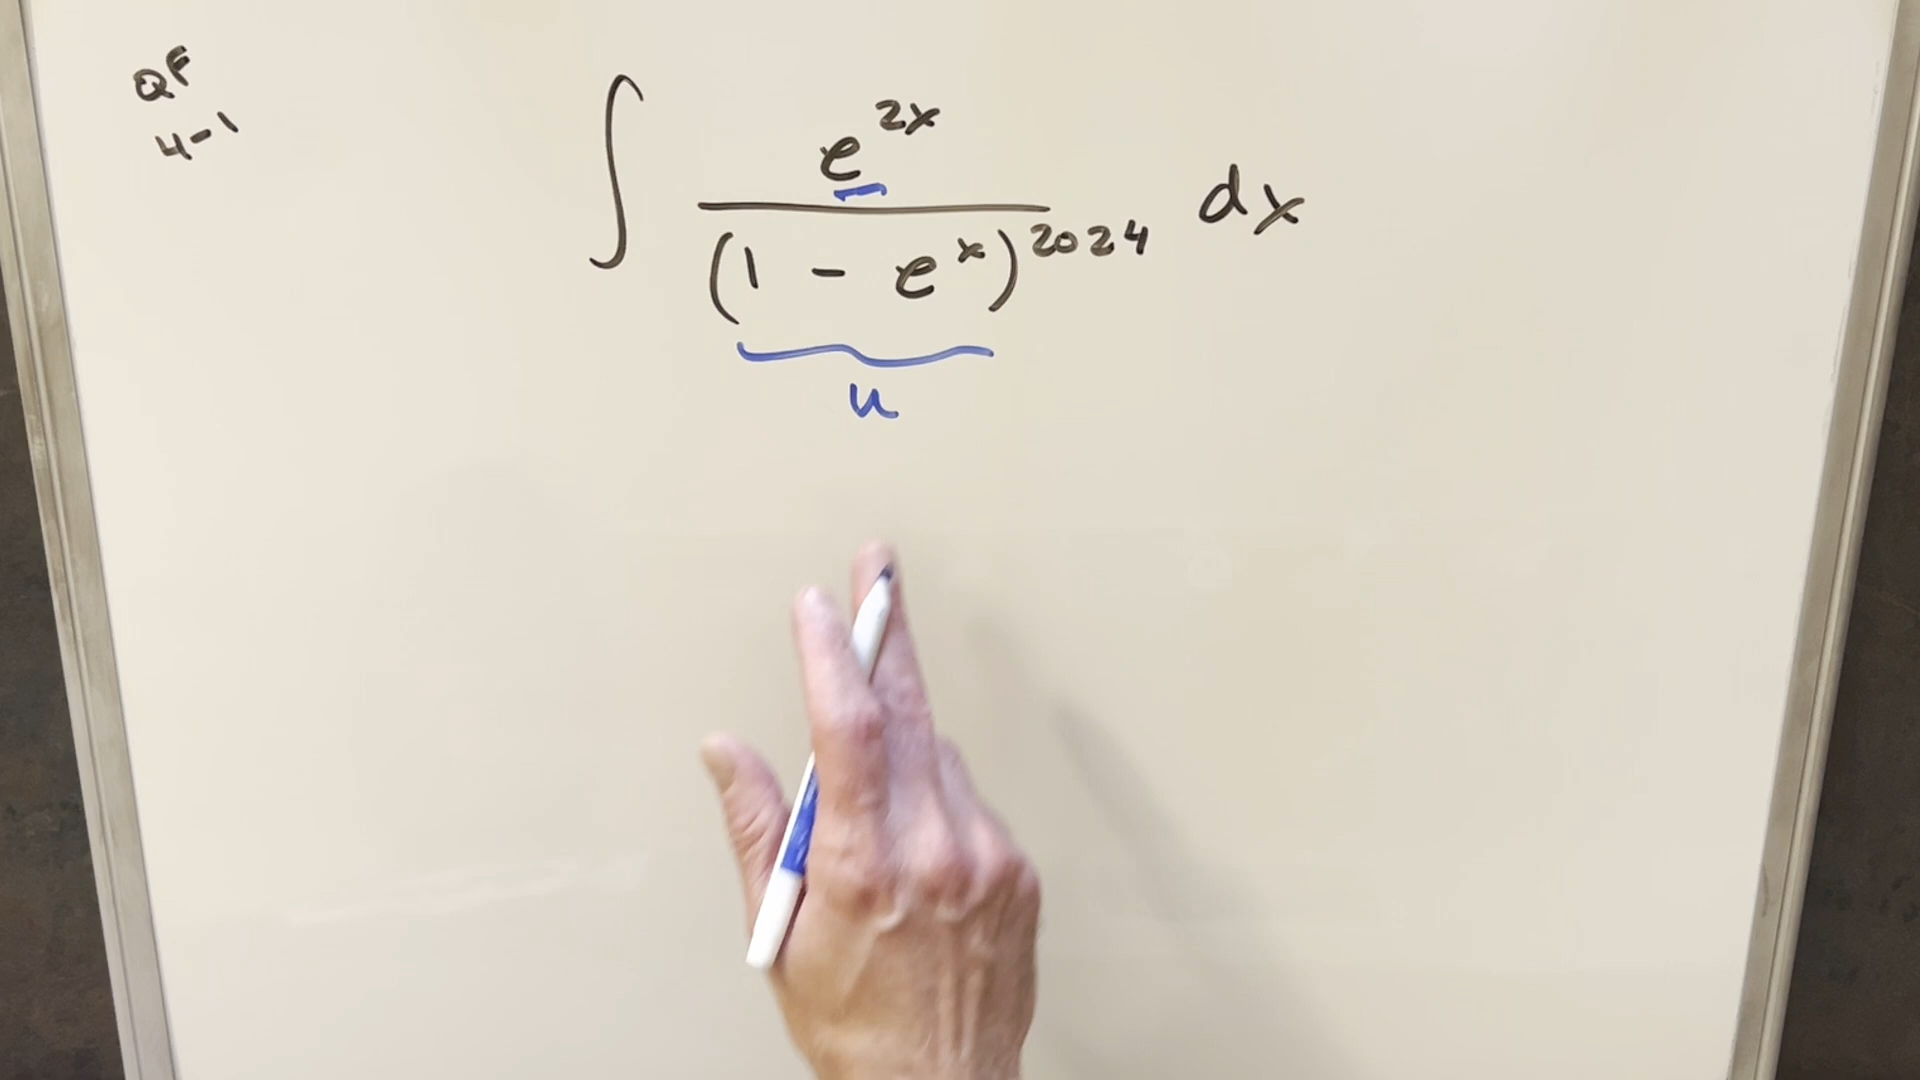 QF
4-1
∫ e^{2x} / (1 - e^x)^{2024} dx
u